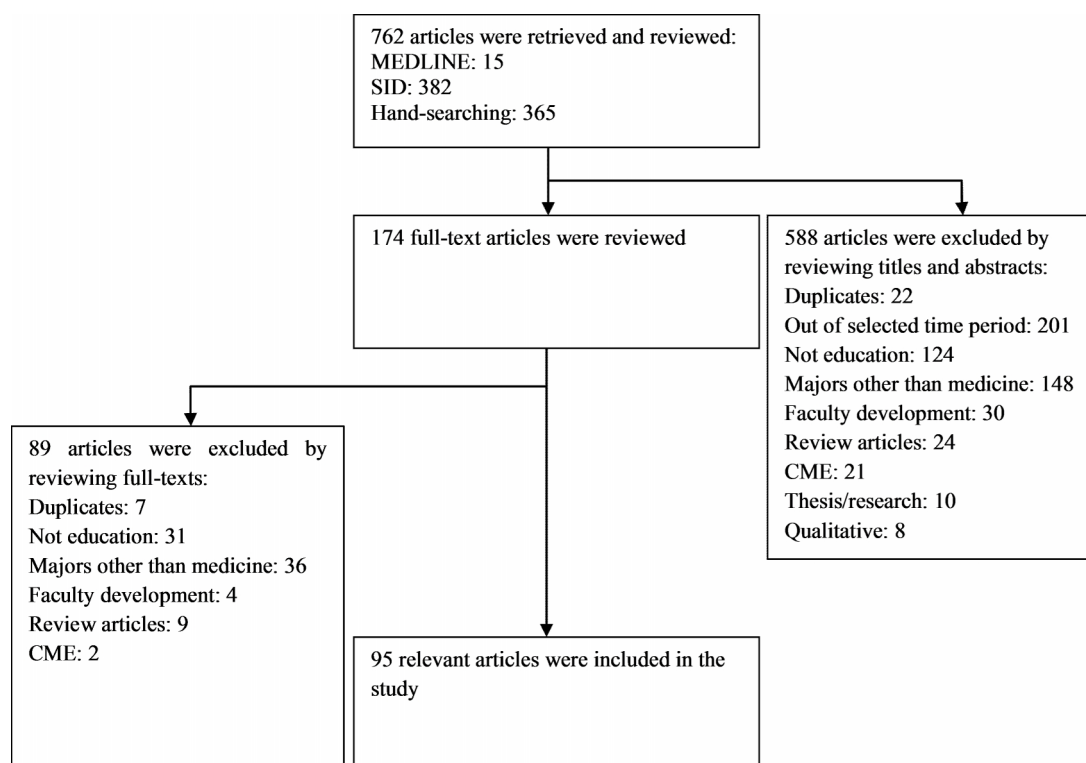 762 articles were retrieved and reviewed:
MEDLINE: 15
SID: 382
Hand-searching: 365
174 full-text articles were reviewed
588 articles were excluded by
reviewing titles and abstracts:
Duplicates: 22
Out of selected time period: 201
Not education: 124
Majors other than medicine: 148
Faculty development: 30
Review articles: 24
CME: 21
Thesis/research: 10
Qualitative: 8
89 articles were excluded by
reviewing full-texts:
Duplicates: 7
Not education: 31
Majors other than medicine: 36
Faculty development: 4
Review articles: 9
CME: 2
95 relevant articles were included in the
study